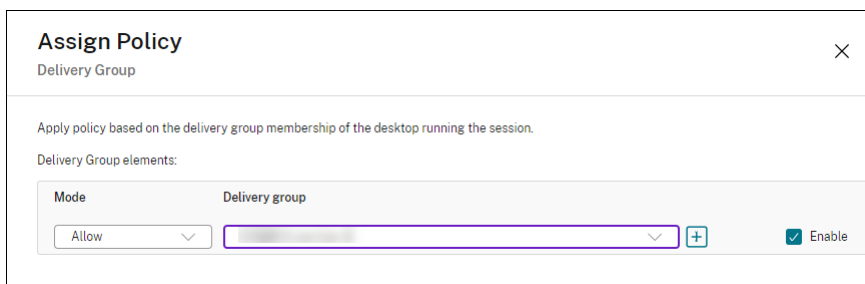 Assign Policy
Delivery Group
Apply policy based on the delivery group membership of the desktop running the session.
Delivery Group elements:
Mode Delivery group
Allow Enable